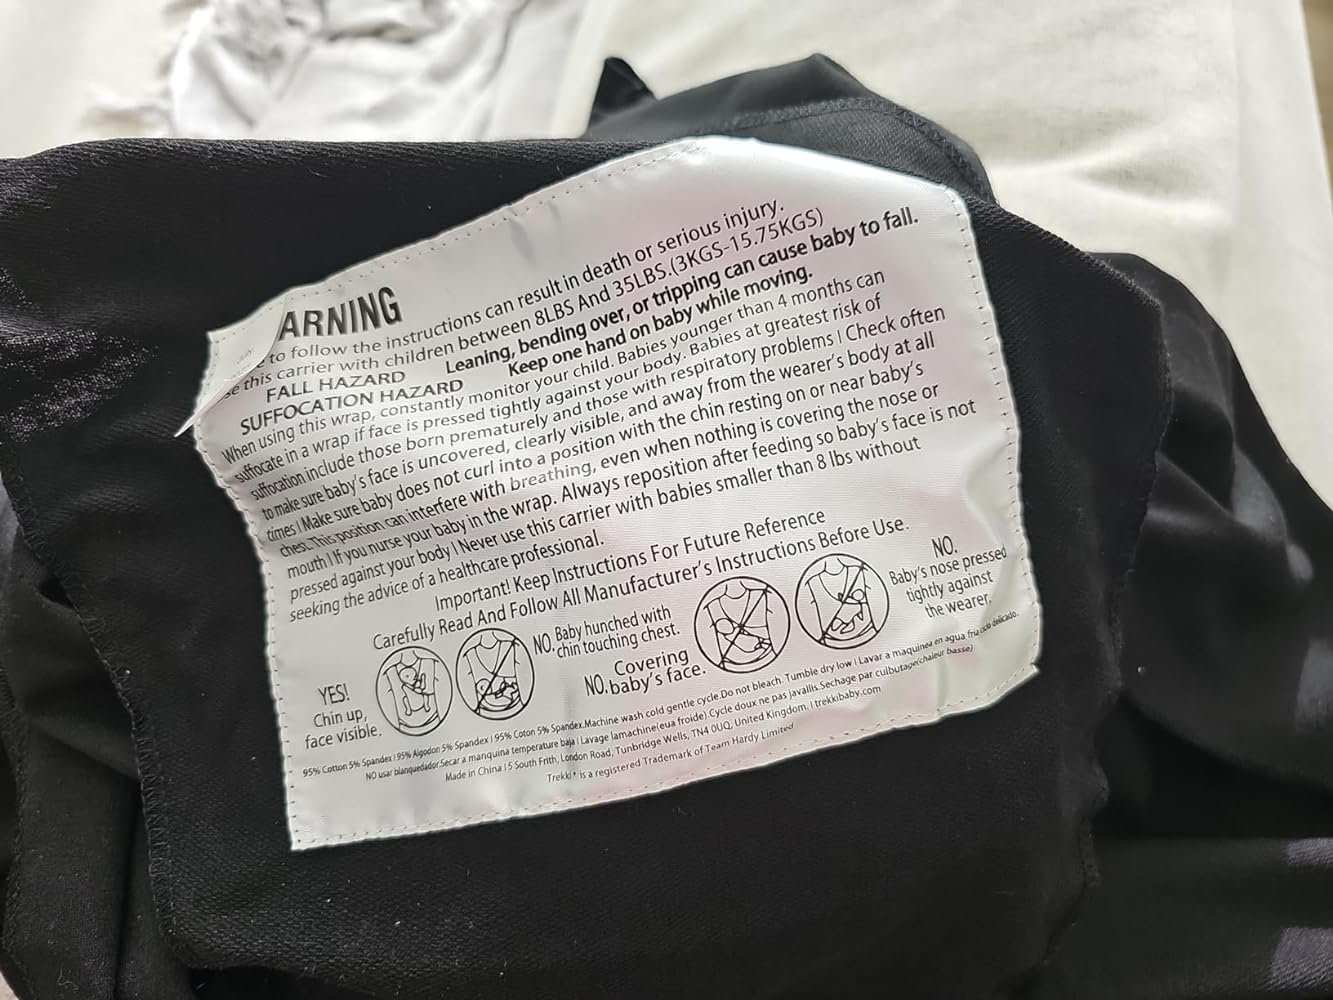 ARNING
to follow the instructions can result in death or serious injury.
se this carrier with children between 8LBS And 35LBS.(3KGS-15.75KGS)
FALL HAZARD Leaning, bending over, or tripping can cause baby to fall.
Keep one hand on baby while moving.
SUFFOCATION HAZARD
When using this wrap, constantly monitor your child. Babies younger than 4 months can
suffocate in a wrap if face is pressed tightly against your body. Babies at greatest risk of
suffocation include those born prematurely and those with respiratory problems | Check often
to make sure baby's face is uncovered, clearly visible, and away from the wearer's body at all
times | Make sure baby does not curl into a position with the chin resting on or near baby's
chest. This position can interfere with breathing, even when nothing is covering the nose or
mouth | If you nurse your baby in the wrap. Always reposition after feeding so baby's face is not
pressed against your body | Never use this carrier with babies smaller than 8 lbs without
seeking the advice of a healthcare professional.
Important! Keep Instructions For Future Reference
Carefully Read And Follow All Manufacturer's Instructions Before Use.
YES!
Chin up,
face visible.
NO. Baby hunched with
chin touching chest.
Covering
NO. baby's face.
NO.
Baby's nose pressed
tightly against
the wearer.
95% Cotton 5% Spandex | 95% Algodon 5% Spandex | 95% Coton 5% Spandex.Machine wash cold gentle cycle.Do not bleach. Tumble dry low | Lavar a maquinea en agua fria ciclo delicado.
NO usar blanquedador.Secar a manquina temperature baja | Lavage lamachine(eua froide).Cycle doux ne pas javallis.Sechage par culbutage(chaleur basse)
Made in China | 5 South Frith, London Road, Tunbridge Wells, TN4 0UQ, United Kingdom. | trekkibaby.com
Trekki® is a registered Trademark of Team Hardy Limited